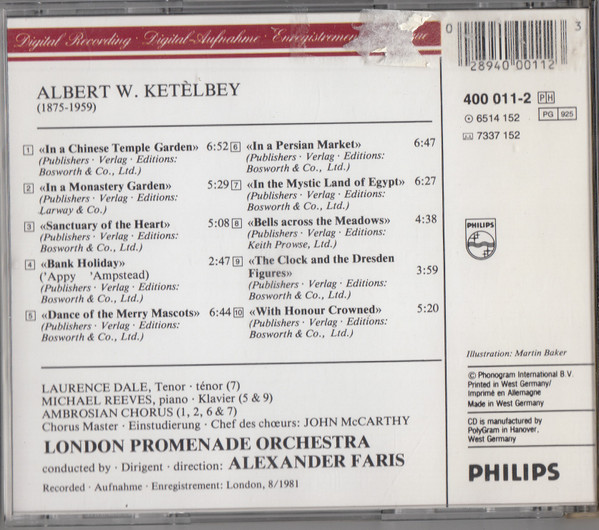 Digital Recording · Digital-Aufnahme · Enregistrement
ALBERT W. KETÈLBEY
(1875-1959)
1 «In a Chinese Temple Garden» 6:52
(Publishers · Verlag · Editions:
Bosworth & Co., Ltd.)
2 «In a Monastery Garden» 5:29
(Publishers · Verlag · Editions:
Larway & Co.)
3 «Sanctuary of the Heart» 5:08
(Publishers · Verlag · Editions:
Bosworth & Co., Ltd.)
4 «Bank Holiday» 2:47
('Appy 'Ampstead)
(Publishers · Verlag · Editions:
Bosworth & Co., Ltd.)
5 «Dance of the Merry Mascots» 6:44
(Publishers · Verlag · Editions:
Bosworth & Co., Ltd.)
6 «In a Persian Market» 6:47
(Publishers · Verlag · Editions:
Bosworth & Co., Ltd.)
7 «In the Mystic Land of Egypt» 6:27
(Publishers · Verlag · Editions:
Bosworth & Co., Ltd.)
8 «Bells across the Meadows» 4:38
(Publishers · Verlag · Editions:
Keith Prowse, Ltd.)
9 «The Clock and the Dresden
Figures» 3:59
(Publishers · Verlag · Editions:
Bosworth & Co., Ltd.)
10 «With Honour Crowned» 5:20
(Publishers · Verlag · Editions:
Bosworth & Co., Ltd.)
LAURENCE DALE, Tenor · ténor (7)
MICHAEL REEVES, piano · Klavier (5 & 9)
AMBROSIAN CHORUS (1, 2, 6 & 7)
Chorus Master · Einstudierung · Chef des chœurs: JOHN McCARTHY
LONDON PROMENADE ORCHESTRA
conducted by · Dirigent · direction: ALEXANDER FARIS
Recorded · Aufnahme · Enregistrement: London, 8/1981
0 28940 00112 3
400 011-2 PH
6514 152 PG 925
7337 152
PHILIPS
Illustration: Martin Baker
© Phonogram International B.V.
Printed in West Germany/
Imprimé en Allemagne
Made in West Germany
CD is manufactured by
PolyGram in Hanover,
West Germany
PHILIPS